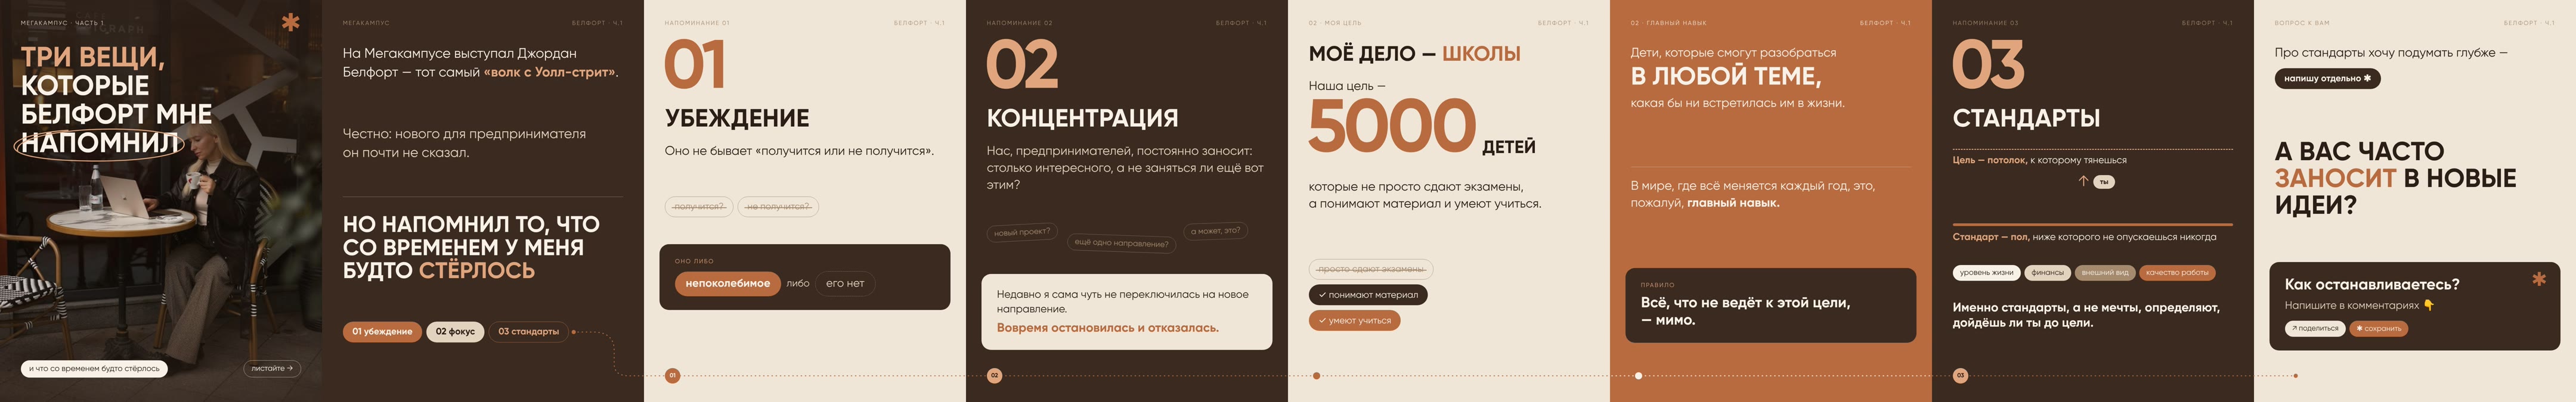 МЕГАКАМПУС · ЧАСТЬ 1
ТРИ ВЕЩИ,
КОТОРЫЕ
БЕЛФОРТ МНЕ
НАПОМНИЛ
и что со временем будто стёрлось
листайте →
МЕГАКАМПУС
БЕЛФОРТ · Ч.1
На Мегакампусе выступал Джордан
Белфорт — тот самый «волк с Уолл-стрит».
Честно: нового для предпринимателя
он почти не сказал.
НО НАПОМНИЛ ТО, ЧТО
СО ВРЕМЕНЕМ У МЕНЯ
БУДТО СТЁРЛОСЬ
01 убеждение
02 фокус
03 стандарты
НАПОМИНАНИЕ 01
БЕЛФОРТ · Ч.1
01
УБЕЖДЕНИЕ
Оно не бывает «получится или не получится».
получится?
не получится?
ОНО ЛИБО
непоколебимое либо его нет
01
НАПОМИНАНИЕ 02
БЕЛФОРТ · Ч.1
02
КОНЦЕНТРАЦИЯ
Нас, предпринимателей, постоянно заносит:
столько интересного, а не заняться ли ещё вот
этим?
новый проект?
ещё одно направление?
а может, это?
Недавно я сама чуть не переключилась на новое
направление.
Вовремя остановилась и отказалась.
02
02 · МОЯ ЦЕЛЬ
БЕЛФОРТ · Ч.1
МОЁ ДЕЛО — ШКОЛЫ
Наша цель —
5000 ДЕТЕЙ
которые не просто сдают экзамены,
а понимают материал и умеют учиться.
просто сдают экзамены
✓ понимают материал
✓ умеют учиться
02 · ГЛАВНЫЙ НАВЫК
БЕЛФОРТ · Ч.1
Дети, которые смогут разобраться
В ЛЮБОЙ ТЕМЕ,
какая бы ни встретилась им в жизни.
В мире, где всё меняется каждый год, это,
пожалуй, главный навык.
ПРАВИЛО
Всё, что не ведёт к этой цели,
— мимо.
НАПОМИНАНИЕ 03
БЕЛФОРТ · Ч.1
03
СТАНДАРТЫ
Цель — потолок, к которому тянешься
↑ ты
Стандарт — пол, ниже которого не опускаешься никогда
уровень жизни
финансы
внешний вид
качество работы
Именно стандарты, а не мечты, определяют,
дойдёшь ли ты до цели.
03
ВОПРОС К ВАМ
БЕЛФОРТ · Ч.1
Про стандарты хочу подумать глубже —
напишу отдельно ✱
А ВАС ЧАСТО
ЗАНОСИТ В НОВЫЕ
ИДЕИ?
Как останавливаетесь?
Напишите в комментариях 👇
↗ поделиться
✱ сохранить